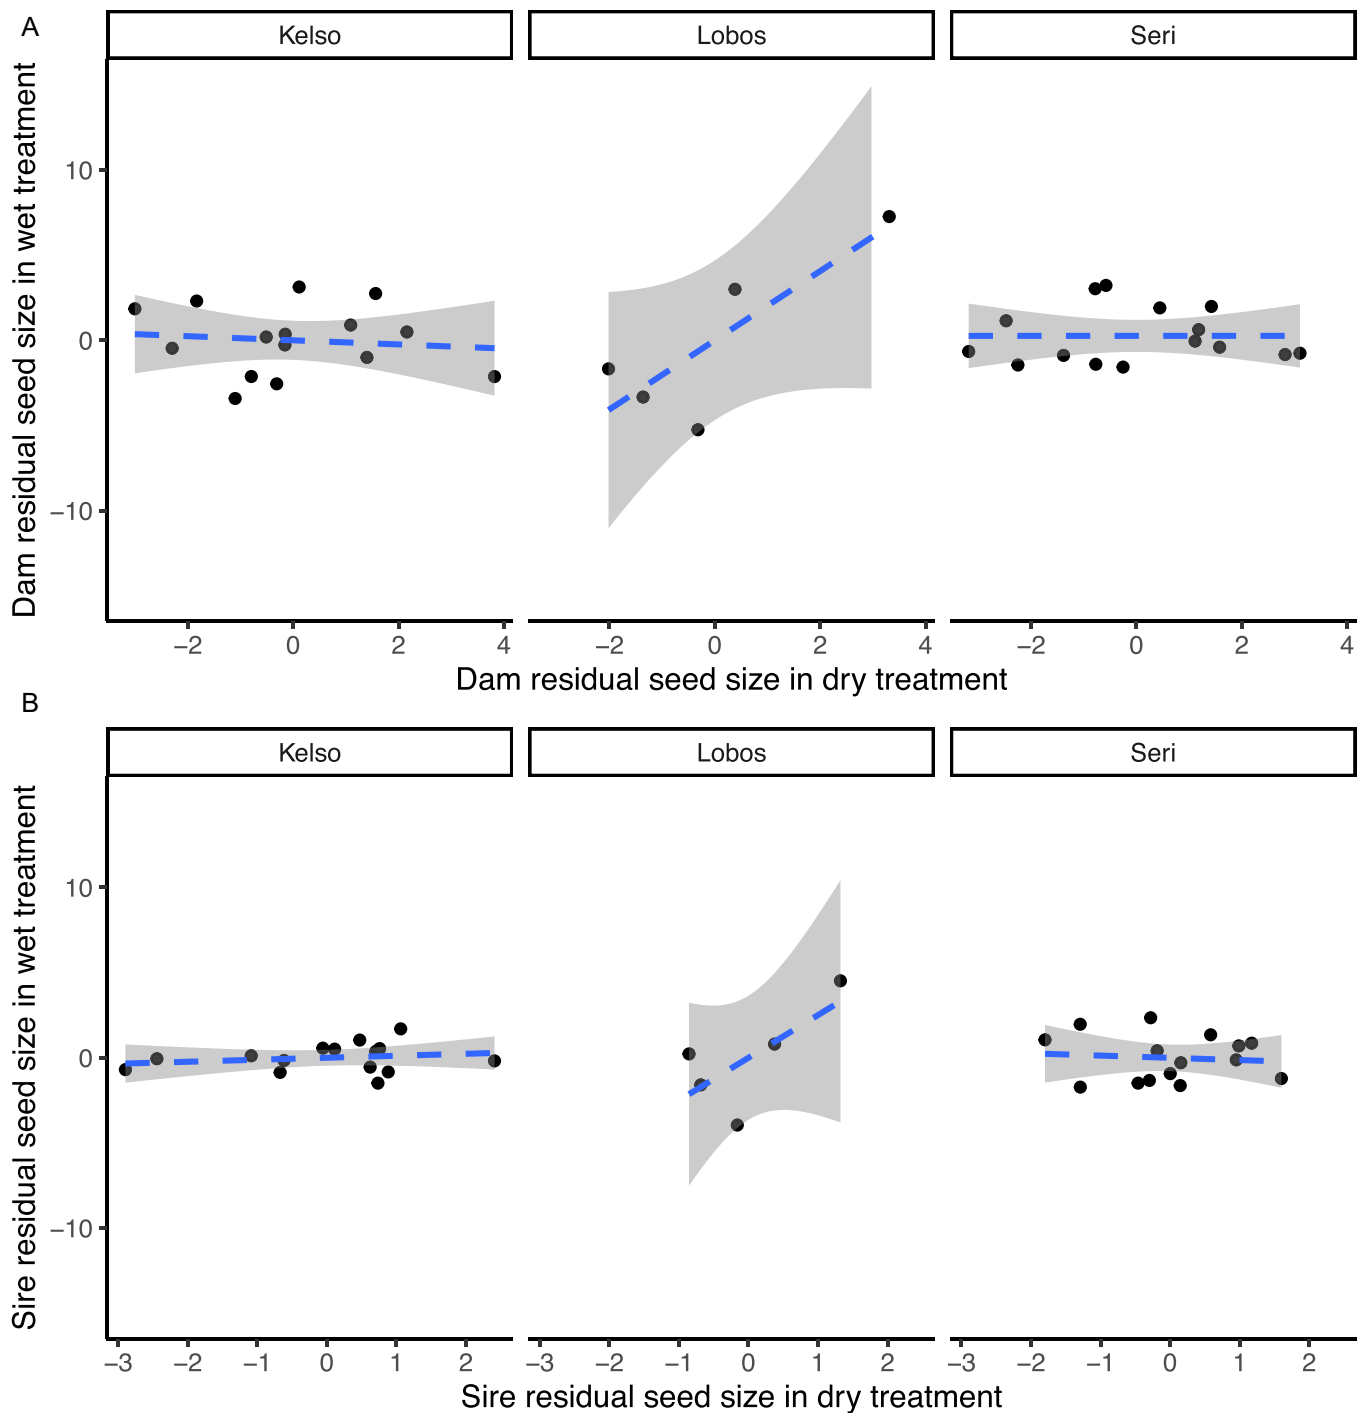 A
Kelso Lobos Seri
Dam residual seed size in wet treatment
10
0
−10
−2 0 2 4 −2 0 2 4 −2 0 2 4
Dam residual seed size in dry treatment
B
Kelso Lobos Seri
Sire residual seed size in wet treatment
10
0
−10
−3 −2 −1 0 1 2 −3 −2 −1 0 1 2 −3 −2 −1 0 1 2
Sire residual seed size in dry treatment